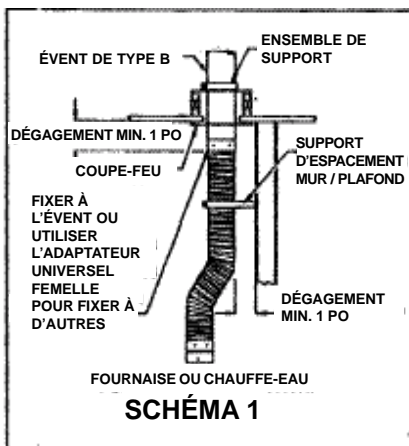 ÉVENT DE TYPE B
ENSEMBLE DE
SUPPORT
DÉGAGEMENT MIN. 1 PO
COUPE-FEU
SUPPORT
D'ESPACEMENT
MUR / PLAFOND
FIXER À
L'ÉVENT OU
UTILISER
L'ADAPTATEUR
UNIVERSEL
FEMELLE
POUR FIXER À
D'AUTRES
DÉGAGEMENT
MIN. 1 PO
FOURNAISE OU CHAUFFE-EAU
SCHÉMA 1